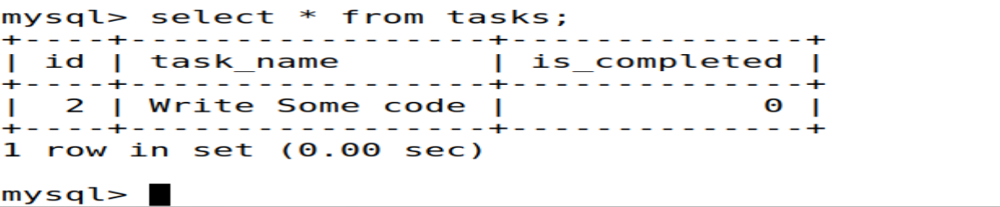 mysql> select * from tasks;
+----+-----------------+--------------+
| id | task_name       | is_completed |
+----+-----------------+--------------+
|  2 | Write Some code |            0 |
+----+-----------------+--------------+
1 row in set (0.00 sec)
mysql>